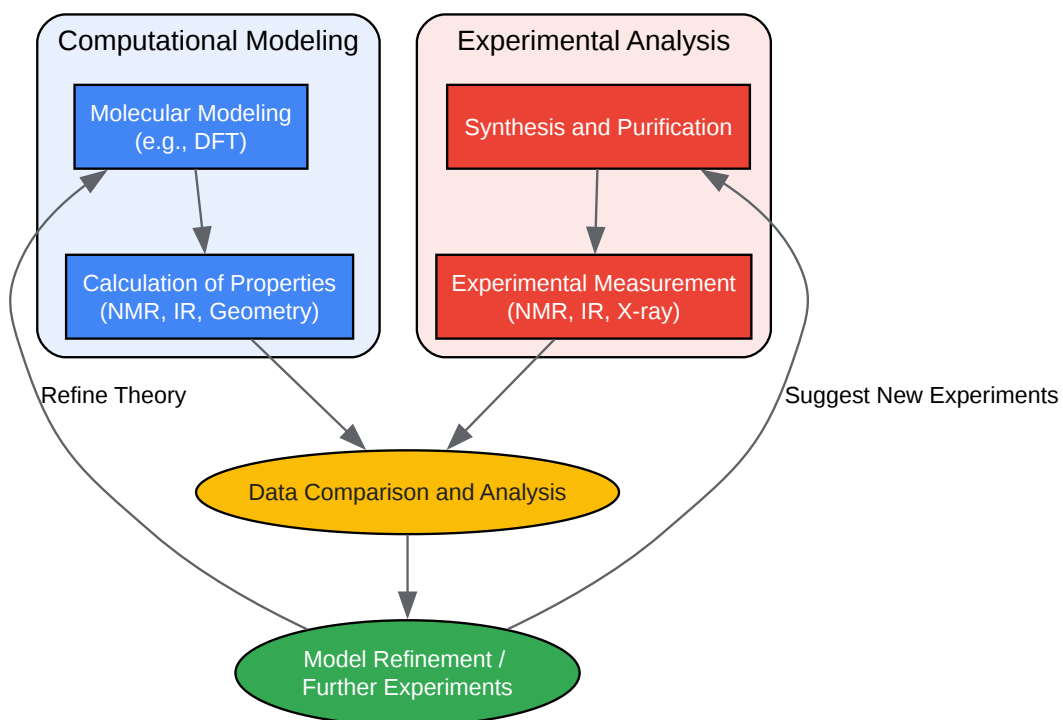 Computational Modeling
Experimental Analysis
Molecular Modeling
(e.g., DFT)
Synthesis and Purification
Calculation of Properties
(NMR, IR, Geometry)
Experimental Measurement
(NMR, IR, X-ray)
Refine Theory
Suggest New Experiments
Data Comparison and Analysis
Model Refinement /
Further Experiments